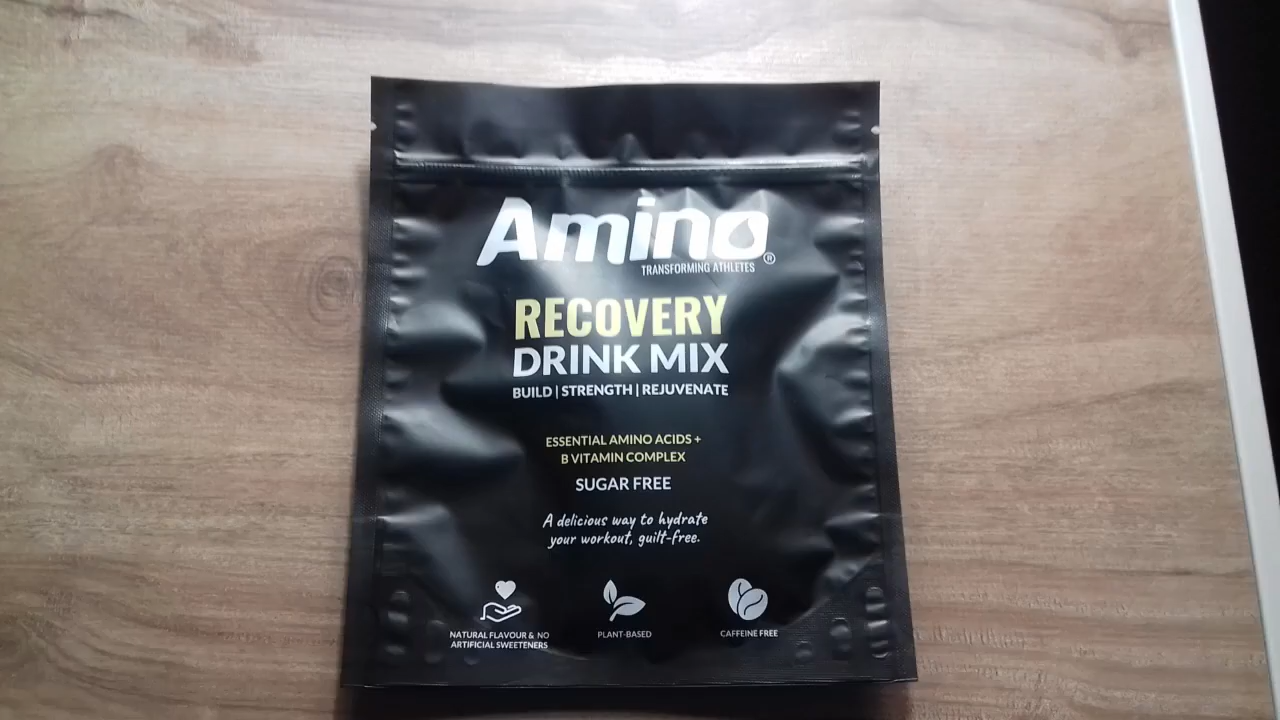 Amino®
TRANSFORMING ATHLETES
RECOVERY
DRINK MIX
BUILD | STRENGTH | REJUVENATE
ESSENTIAL AMINO ACIDS +
B VITAMIN COMPLEX
SUGAR FREE
A delicious way to hydrate
your workout, guilt-free.
NATURAL FLAVOUR & NO
ARTIFICIAL SWEETENERS
PLANT-BASED
CAFFEINE FREE